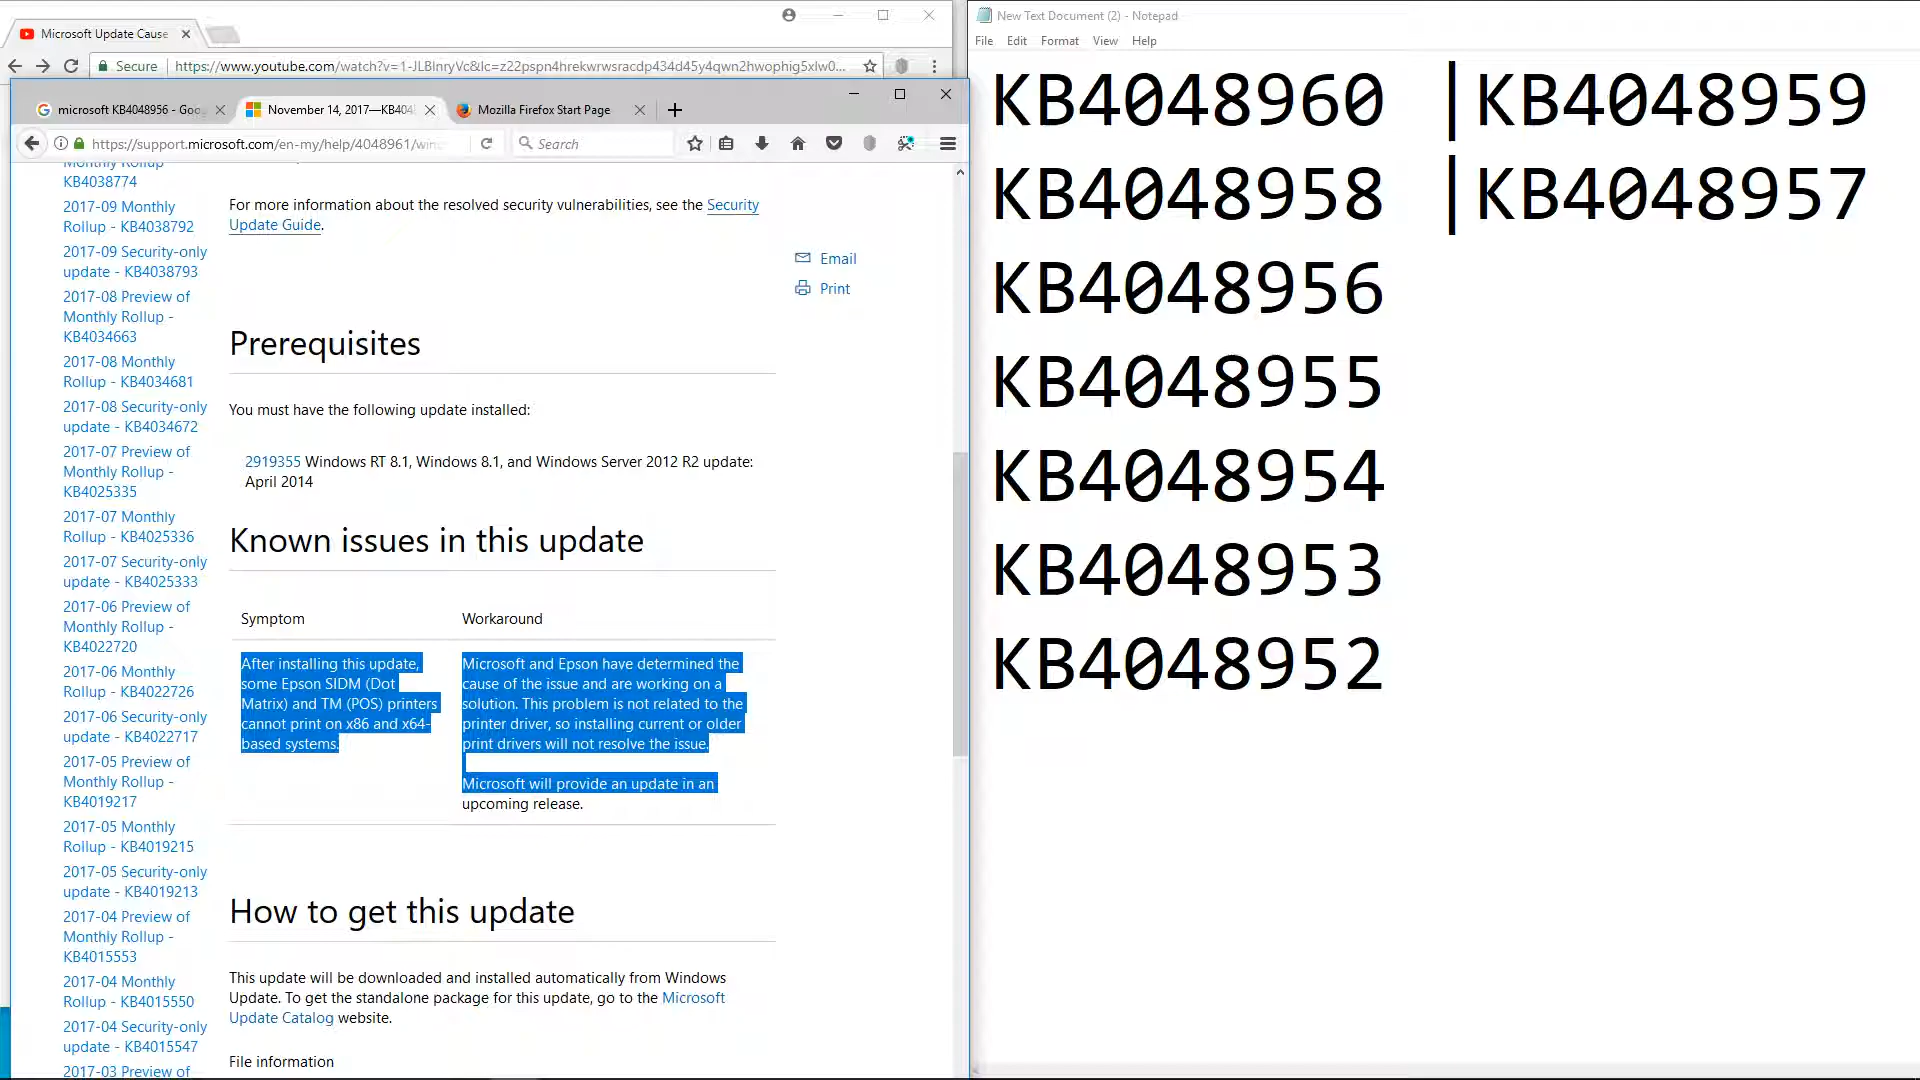 Microsoft Update Cause
Secure
https://www.youtube.com/watch?v=1-JLBlnryVc&lc=z22pspn4hrekwrwsracdp434d45y4qwn2hwophig5xlw0...
microsoft KB4048956 - Goo
November 14, 2017—KB404
Mozilla Firefox Start Page
https://support.microsoft.com/en-my/help/4048961/win
Search
Monthly Rollup -
KB4038774
2017-09 Monthly
Rollup - KB4038792
2017-09 Security-only
update - KB4038793
2017-08 Preview of
Monthly Rollup -
KB4034663
2017-08 Monthly
Rollup - KB4034681
2017-08 Security-only
update - KB4034672
2017-07 Preview of
Monthly Rollup -
KB4025335
2017-07 Monthly
Rollup - KB4025336
2017-07 Security-only
update - KB4025333
2017-06 Preview of
Monthly Rollup -
KB4022720
2017-06 Monthly
Rollup - KB4022726
2017-06 Security-only
update - KB4022717
2017-05 Preview of
Monthly Rollup -
KB4019217
2017-05 Monthly
Rollup - KB4019215
2017-05 Security-only
update - KB4019213
2017-04 Preview of
Monthly Rollup -
KB4015553
2017-04 Monthly
Rollup - KB4015550
2017-04 Security-only
update - KB4015547
2017-03 Preview of
For more information about the resolved security vulnerabilities, see the Security
Update Guide.
Email
Print
Prerequisites
You must have the following update installed:
2919355 Windows RT 8.1, Windows 8.1, and Windows Server 2012 R2 update:
April 2014
Known issues in this update
Symptom
Workaround
After installing this update,
some Epson SIDM (Dot
Matrix) and TM (POS) printers
cannot print on x86 and x64-
based systems.
Microsoft and Epson have determined the
cause of the issue and are working on a
solution. This problem is not related to the
printer driver, so installing current or older
print drivers will not resolve the issue.
Microsoft will provide an update in an
upcoming release.
How to get this update
This update will be downloaded and installed automatically from Windows
Update. To get the standalone package for this update, go to the Microsoft
Update Catalog website.
File information
New Text Document (2) - Notepad
File Edit Format View Help
KB4048960 |KB4048959
KB4048958 |KB4048957
KB4048956
KB4048955
KB4048954
KB4048953
KB4048952